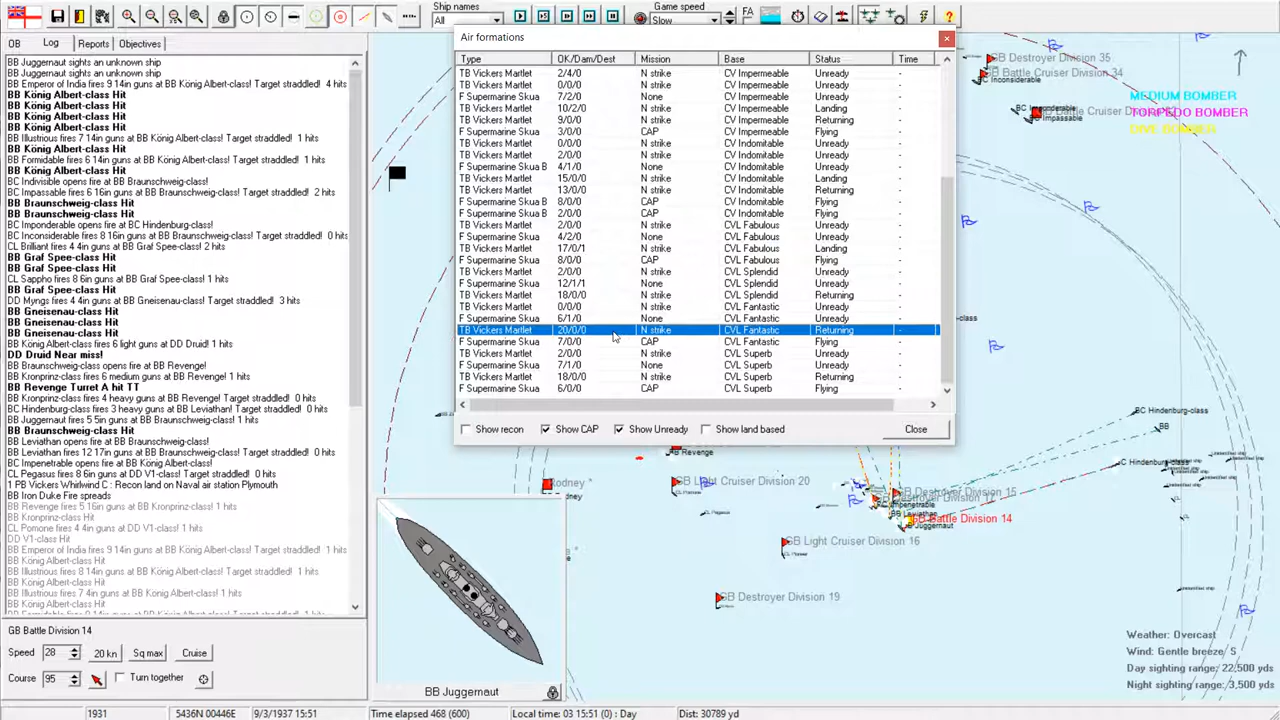 Ship names
All
Game speed
Slow
FA
OB Log Reports Objectives
BB Juggernaut sights an unknown ship
BB Juggernaut sights an unknown ship
BB Emperor of India fires 9 14in guns at BB König Albert-class! Target straddled! 4 hits
BB König Albert-class Hit
BB König Albert-class Hit
BB König Albert-class Hit
BB König Albert-class Hit
BB Illustrious fires 7 14in guns at BB König Albert-class! Target straddled! 1 hits
BB König Albert-class Hit
BB Formidable fires 6 14in guns at BB König Albert-class! Target straddled! 1 hits
BB König Albert-class Hit
BC Indivisible opens fire at BB Braunschweig-class!
BC Impassable fires 6 16in guns at BB Braunschweig-class! Target straddled! 2 hits
BB Braunschweig-class Hit
BB Braunschweig-class Hit
BC Imponderable opens fire at BC Hindenburg-class!
BC Inconsiderable fires 8 16in guns at BB Braunschweig-class! Target straddled! 0 hits
CL Brilliant fires 8 4in guns at BB Graf Spee-class! 2 hits
BB Graf Spee-class Hit
BB Graf Spee-class Hit
CL Sappho fires 8 6in guns at BB Graf Spee-class! 1 hits
BB Graf Spee-class Hit
DD Myngs fires 4 4in guns at BB Gneisenau-class! Target straddled! 3 hits
BB Gneisenau-class Hit
BB Gneisenau-class Hit
BB Gneisenau-class Hit
BB Gneisenau-class fires 6 light guns at DD Druid! 1 hits
DD Druid Near miss!
BB Braunschweig-class opens fire at BB Revenge!
BB Kronprinz-class fires 6 medium guns at BB Revenge! 1 hits
BB Revenge Turret A hit TT
BB Kronprinz-class fires 4 heavy guns at BB Revenge! Target straddled! 0 hits
BC Hindenburg-class fires 3 heavy guns at BB Leviathan! Target straddled! 0 hits
BB Juggernaut fires 5 5in guns at BB Braunschweig-class! 1 hits
BB Braunschweig-class Hit
BB Leviathan opens fire at BB Braunschweig-class!
BB Leviathan fires 12 17in guns at BB Braunschweig-class! Target straddled! 0 hits
BC Impenetrable opens fire at BB König Albert-class!
CL Pegasus fires 8 6in guns at DD V1-class! Target straddled! 0 hits
1 PB Vickers Whirlwind C : Recon land on Naval air station Plymouth
BB Iron Duke Fire spreads
BB Revenge fires 5 14in guns at BB Kronprinz-class! Target straddled! 1 hits
BB Kronprinz-class Hit
CL Pomone fires 4 4in guns at DD V1-class! Target straddled! 1 hits
DD V1-class Hit
BB Emperor of India fires 9 14in guns at BB König Albert-class! Target straddled! 1 hits
BB König Albert-class Hit
BB Illustrious fires 8 14in guns at BB König Albert-class! Target straddled! 0 hits
BB Illustrious fires 7 4in guns at BB König Albert-class! 1 hits
BB König Albert-class Hit
GB Battle Division 14
Speed 28 20 kn Sq max Cruise
Course 95 Turn together
Air formations
Type OK/Dam/Dest Mission Base Status Time
TB Vickers Martlet 2/4/0 N strike CV Impermeable Unready -
TB Vickers Martlet 0/0/0 N strike CV Impermeable Unready -
F Supermarine Skua 7/2/0 None CV Impermeable Unready -
TB Vickers Martlet 10/2/0 N strike CV Impermeable Landing -
TB Vickers Martlet 9/0/0 N strike CV Impermeable Returning -
F Supermarine Skua 3/0/0 CAP CV Impermeable Flying -
TB Vickers Martlet 0/0/0 N strike CV Indomitable Unready -
TB Vickers Martlet 2/0/0 N strike CV Indomitable Unready -
F Supermarine Skua B 4/1/0 None CV Indomitable Unready -
TB Vickers Martlet 15/0/0 N strike CV Indomitable Landing -
TB Vickers Martlet 13/0/0 N strike CV Indomitable Returning -
F Supermarine Skua B 8/0/0 CAP CV Indomitable Flying -
F Supermarine Skua B 2/0/0 CAP CV Indomitable Flying -
TB Vickers Martlet 2/0/0 N strike CVL Fabulous Unready -
F Supermarine Skua 4/2/0 None CVL Fabulous Unready -
TB Vickers Martlet 17/0/1 N strike CVL Fabulous Landing -
F Supermarine Skua 8/0/0 CAP CVL Fabulous Flying -
TB Vickers Martlet 2/0/0 N strike CVL Splendid Unready -
F Supermarine Skua 12/1/1 None CVL Splendid Unready -
TB Vickers Martlet 18/0/0 N strike CVL Splendid Returning -
TB Vickers Martlet 0/0/0 N strike CVL Fantastic Unready -
F Supermarine Skua 6/1/0 None CVL Fantastic Unready -
TB Vickers Martlet 20/0/0 N strike CVL Fantastic Returning -
F Supermarine Skua 7/0/0 CAP CVL Fantastic Flying -
TB Vickers Martlet 2/0/0 N strike CVL Superb Unready -
F Supermarine Skua 7/1/0 None CVL Superb Unready -
TB Vickers Martlet 18/0/0 N strike CVL Superb Returning -
F Supermarine Skua 6/0/0 CAP CVL Superb Flying -
Show recon Show CAP Show Unready Show land based Close
GB Destroyer Division 35
GB Battle Cruiser Division 34
BC Inconsiderable
MEDIUM BOMBER
TORPEDO BOMBER
DIVE BOMBER
BC Imponderable
BC Impassable
BC Hindenburg-class
BB
BC Hindenburg-class
BB Revenge
Rodney *
GB Light Cruiser Division 20
CL Pegasus
GB Destroyer Division 15
BB Leviathan
GB Battle Division 14
BB Juggernaut
GB Light Cruiser Division 16
GB Destroyer Division 19
BB Juggernaut
Weather: Overcast
Wind: Gentle breeze S
Day sighting range: 22,500 yds
Night sighting range: 3,500 yds
1931 5436N 00446E 9/3/1937 15:51 Time elapsed 468 (600) Local time: 03 15:51 (0) : Day Dist: 30789 yd